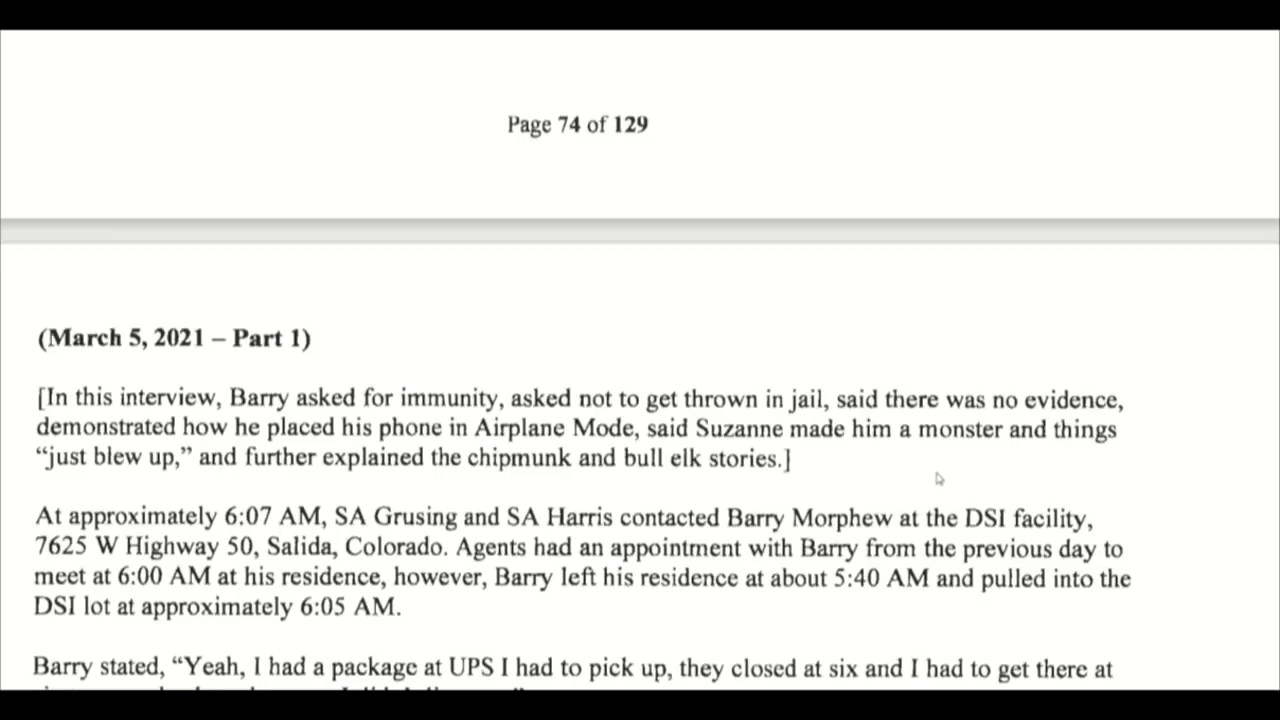 Page 74 of 129
(March 5, 2021 – Part 1)
[In this interview, Barry asked for immunity, asked not to get thrown in jail, said there was no evidence,
demonstrated how he placed his phone in Airplane Mode, said Suzanne made him a monster and things
“just blew up,” and further explained the chipmunk and bull elk stories.]
At approximately 6:07 AM, SA Grusing and SA Harris contacted Barry Morphew at the DSI facility,
7625 W Highway 50, Salida, Colorado. Agents had an appointment with Barry from the previous day to
meet at 6:00 AM at his residence, however, Barry left his residence at about 5:40 AM and pulled into the
DSI lot at approximately 6:05 AM.
Barry stated, “Yeah, I had a package at UPS I had to pick up, they closed at six and I had to get there at